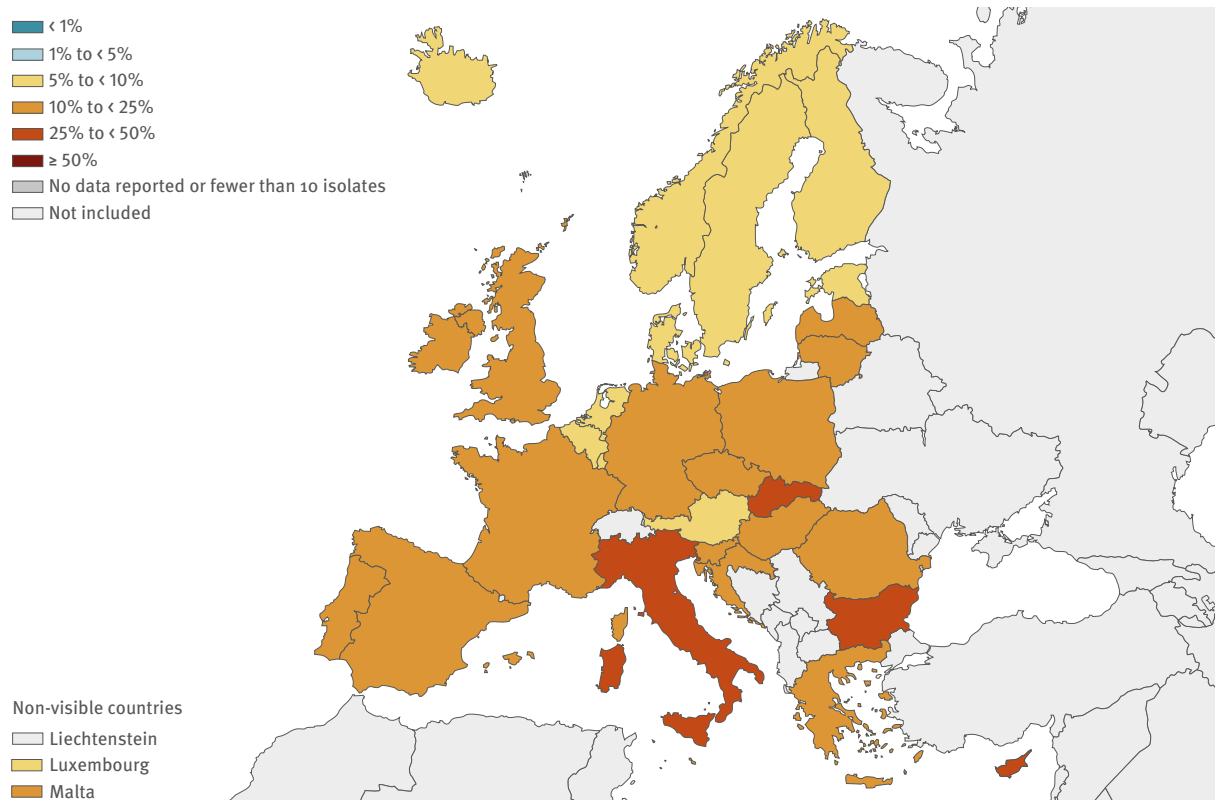 < 1%
1% to < 5%
5% to < 10%
10% to < 25%
25% to < 50%
≥ 50%
No data reported or fewer than 10 isolates
Not included
Non-visible countries
Liechtenstein
Luxembourg
Malta